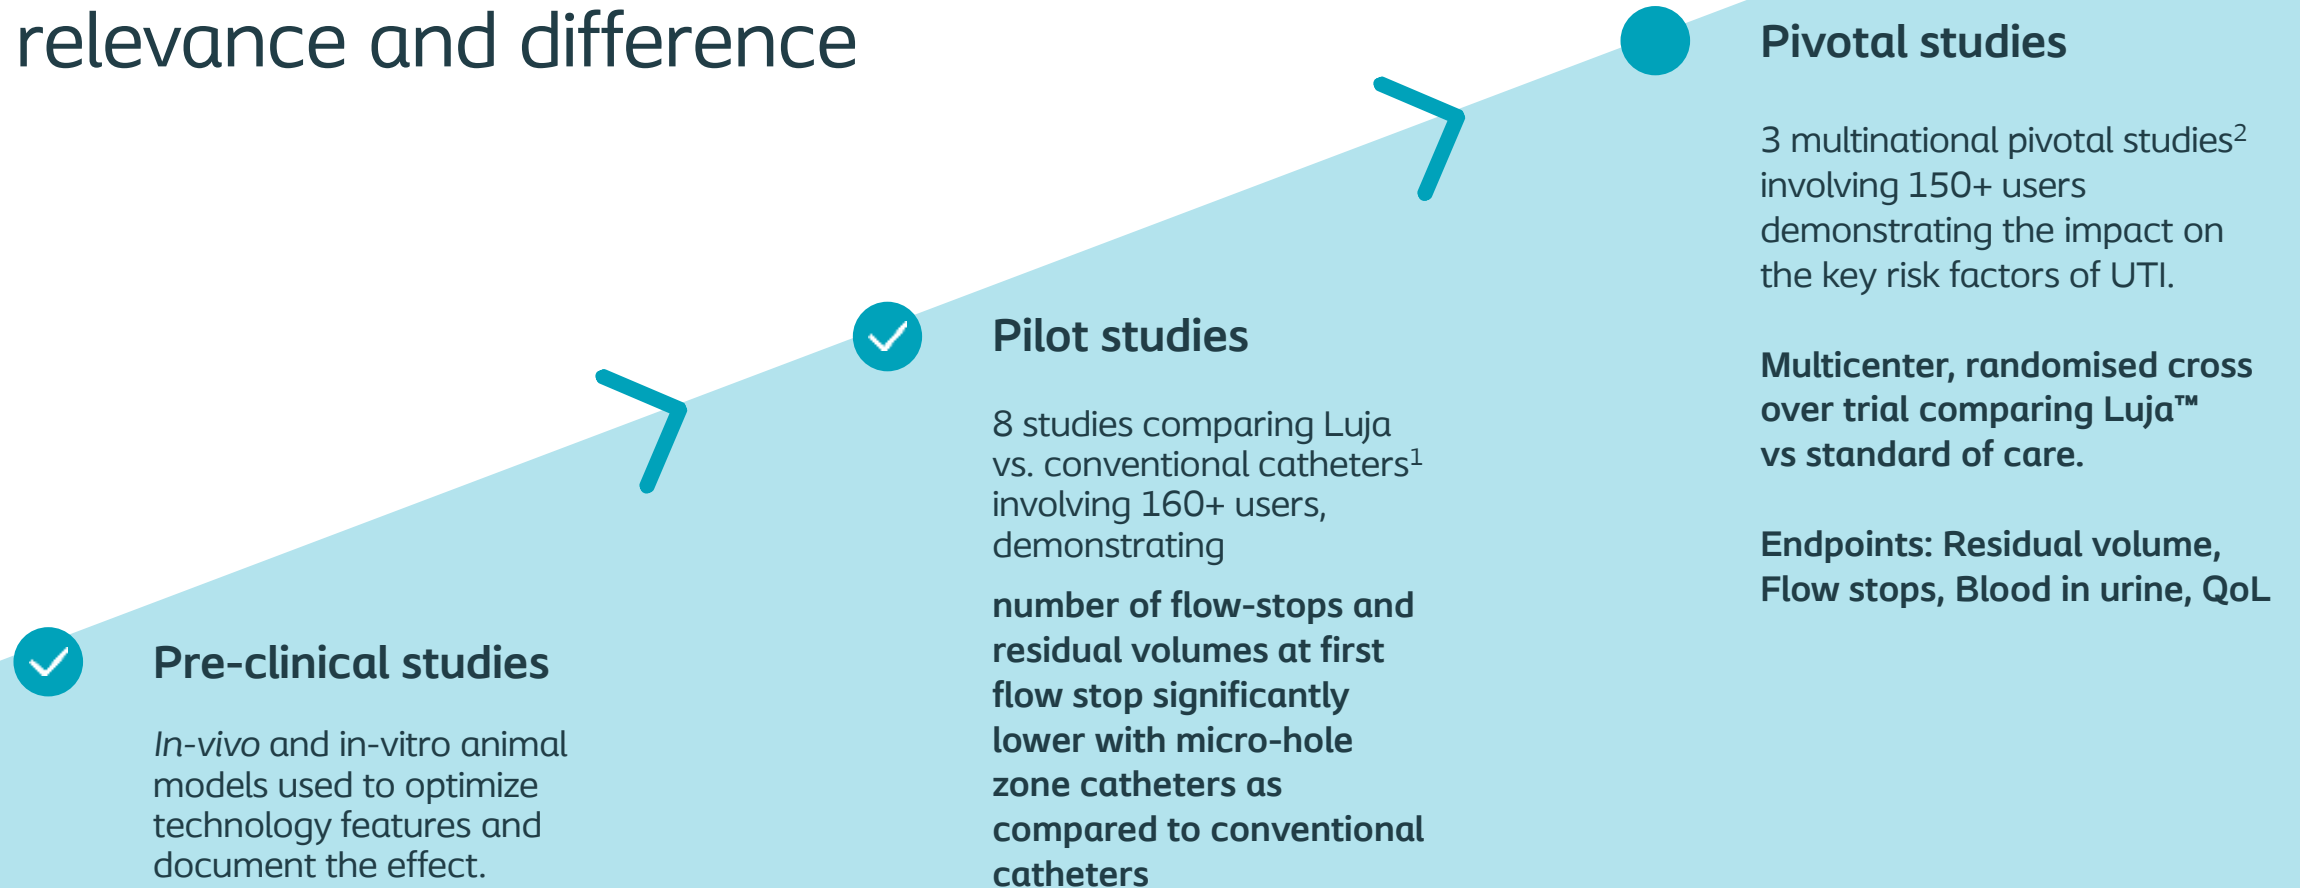 relevance and difference
Pre-clinical studies
In-vivo and in-vitro animal
models used to optimize
technology features and
document the effect.
Pilot studies
8 studies comparing Luja
vs. conventional catheters¹
involving 160+ users,
demonstrating
number of flow-stops and
residual volumes at first
flow stop significantly
lower with micro-hole
zone catheters as
compared to conventional
catheters
Pivotal studies
3 multinational pivotal studies²
involving 150+ users
demonstrating the impact on
the key risk factors of UTI.
Multicenter, randomised cross
over trial comparing Luja™
vs standard of care.
Endpoints: Residual volume,
Flow stops, Blood in urine, QoL